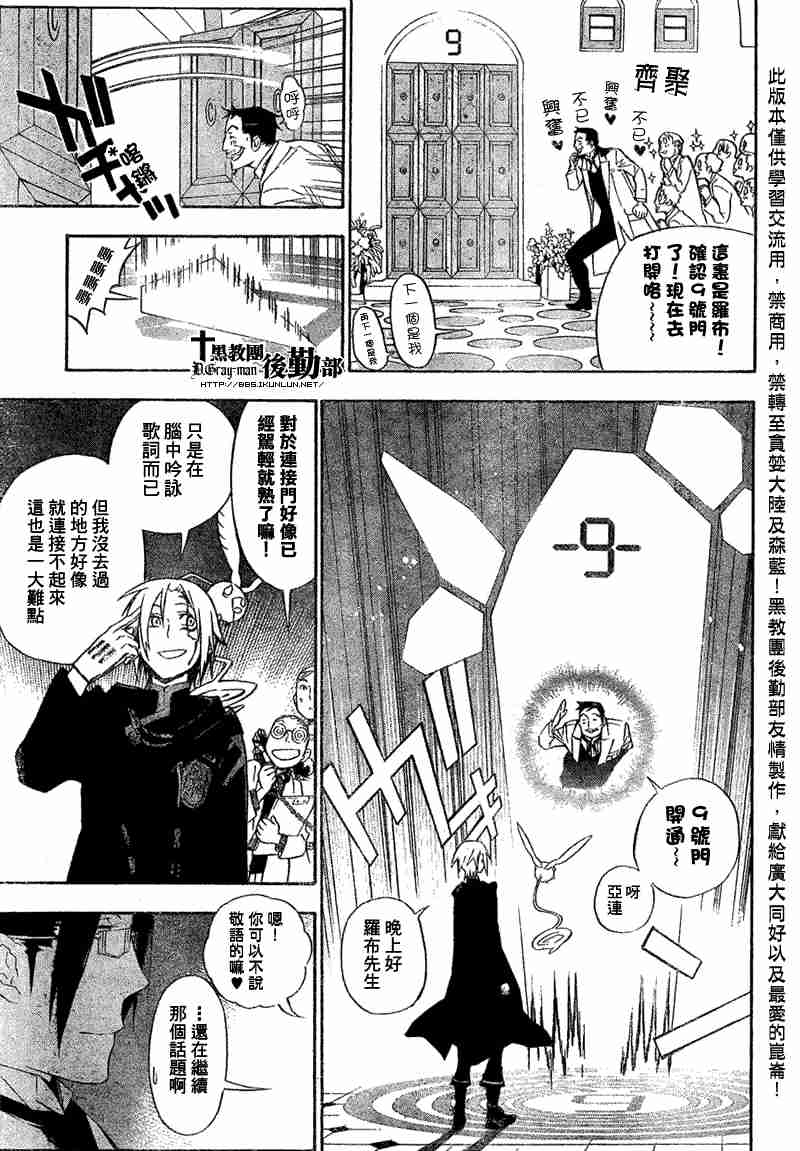 9
齊聚
興奮
不已♥
興奮
不已♥
這裏是羅布!
確認9號門
了!現在去
打開咯~~~
下一個是我
再下一個是我
呼呼
喀鏘
十黑教團
D.Gray-man
後勤部
HTTP://BBS.IKUNLUN.NET/
-9-
9號門
開通~
呀
亞連
晚上好
羅布先生
對於連接門好像已
經駕輕就熟了嘛!
只是在
腦中吟詠
歌詞而已
但我沒去過
的地方好像
就連接不起來
這也是一大難點
嗯!
你可以不說
敬語的嘛♥
…還在繼續
那個話題啊
此版本僅供學習交流用,禁商用,禁轉至貪婪大陸及森藍!黑教團後勤部友情製作,獻給廣大同好以及最愛的崑崙!